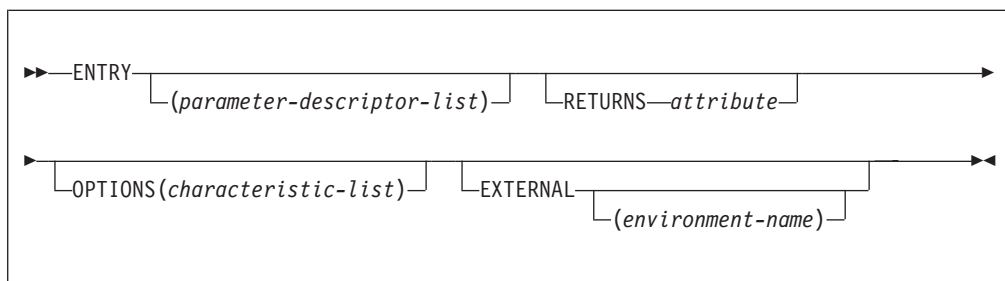 ENTRY
(parameter-descriptor-list)
RETURNS attribute
OPTIONS(characteristic-list)
EXTERNAL
(environment-name)